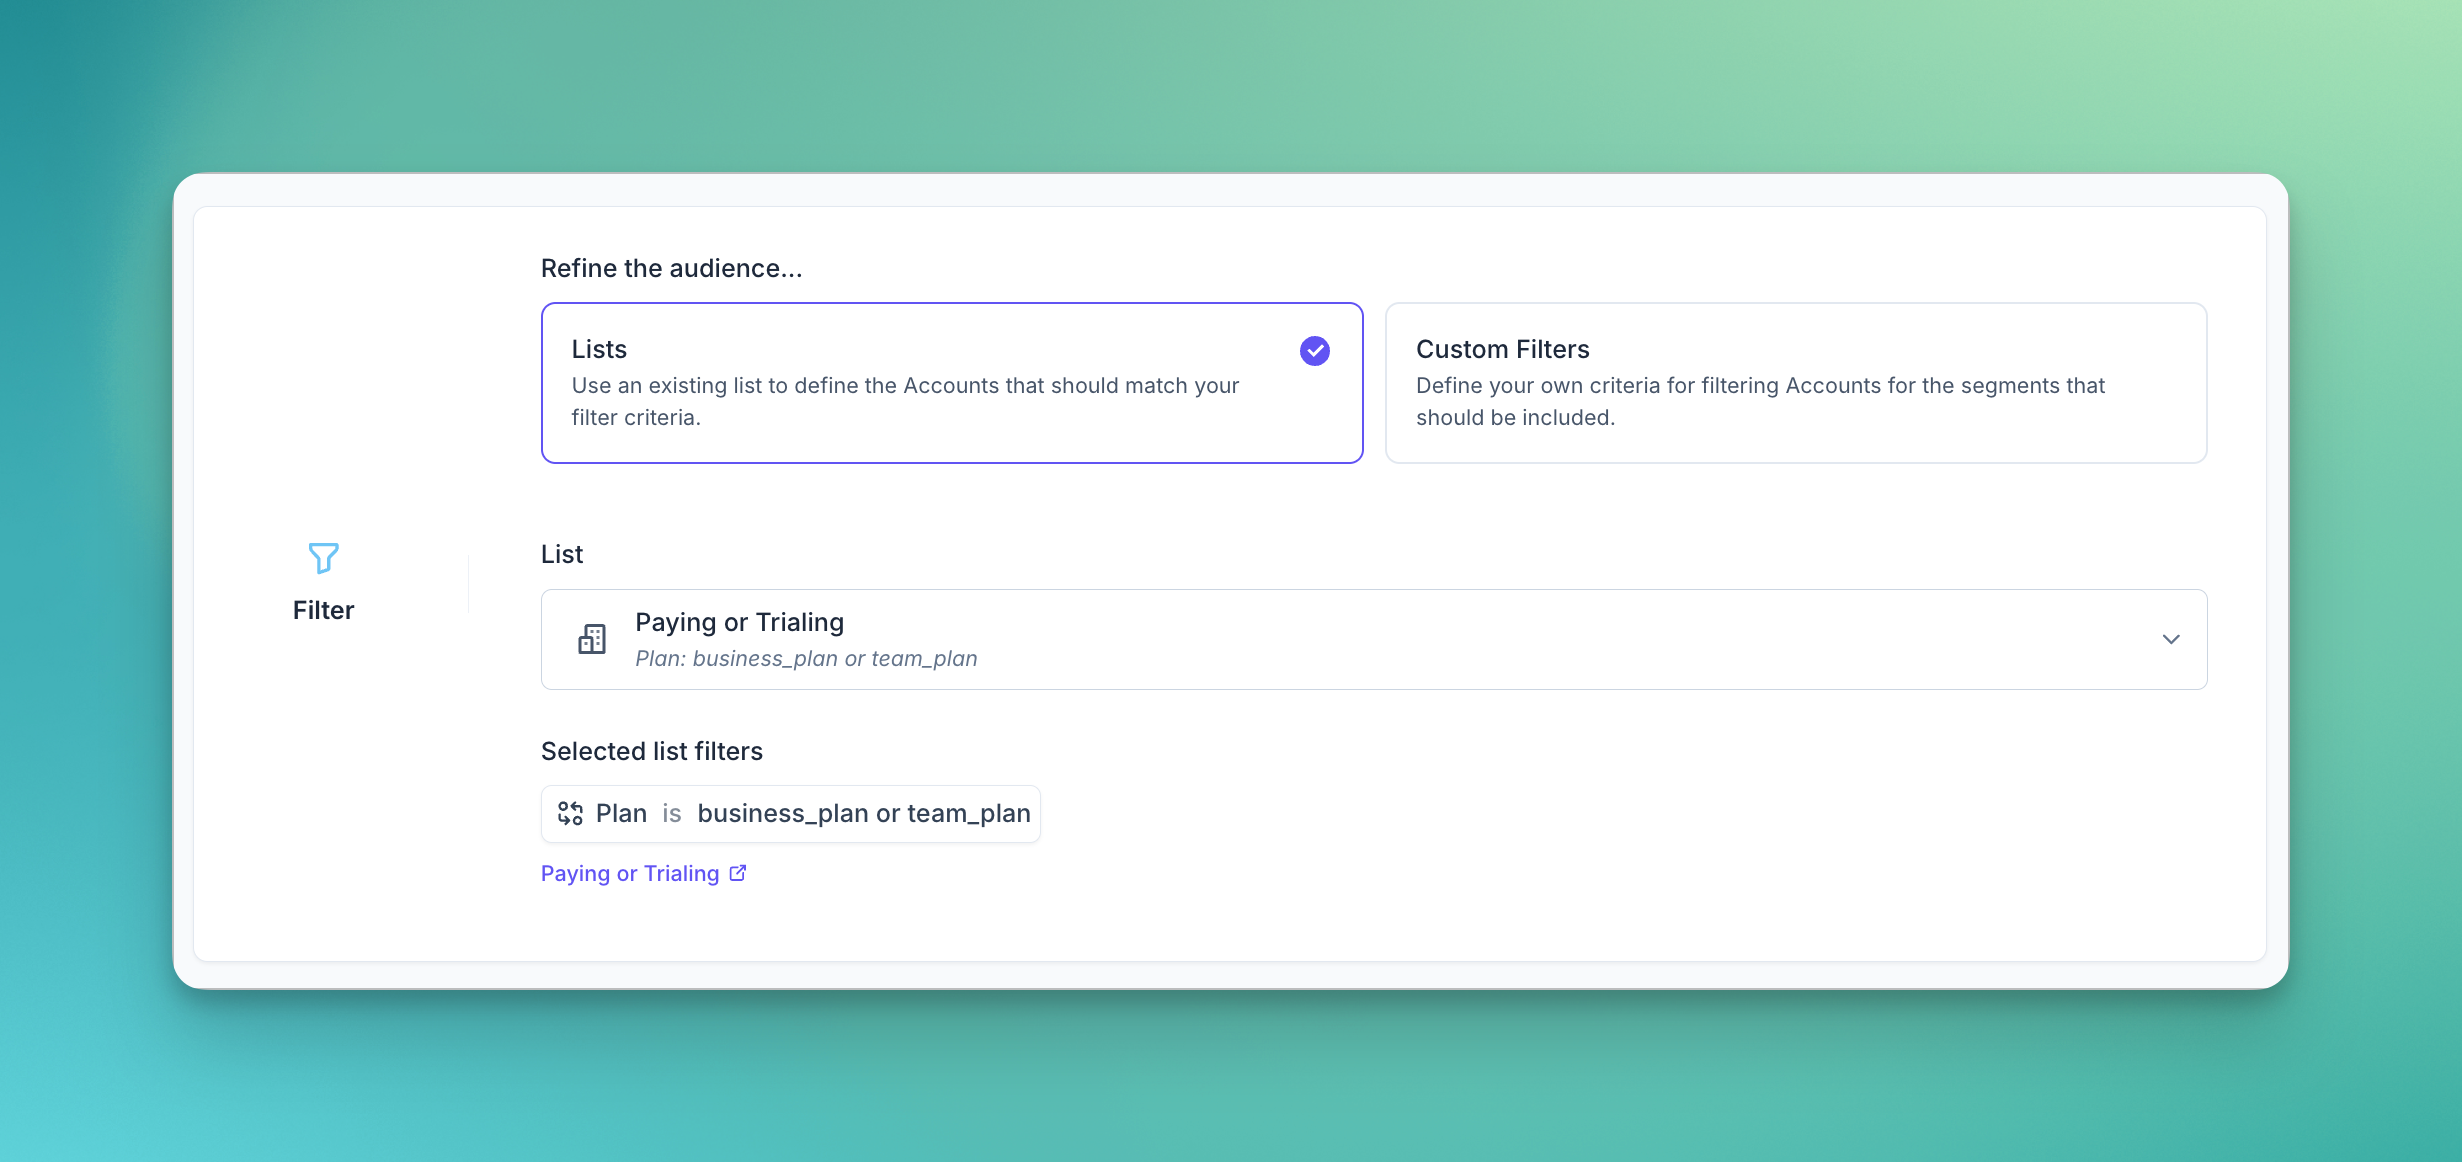 Refine the audience...
Lists
Use an existing list to define the Accounts that should match your
filter criteria.
Custom Filters
Define your own criteria for filtering Accounts for the segments that
should be included.
Filter
List
Paying or Trialing
Plan: business_plan or team_plan
Selected list filters
Plan is business_plan or team_plan
Paying or Trialing